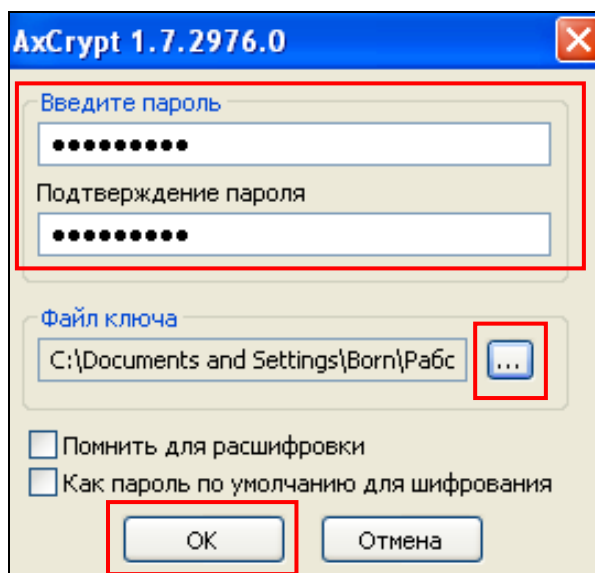 AxCrypt 1.7.2976.0
Введите пароль
•••••••••
Подтверждение пароля
•••••••••
Файл ключа
C:\Documents and Settings\Born\Рабс ...
Помнить для расшифровки
Как пароль по умолчанию для шифрования
OK Отмена